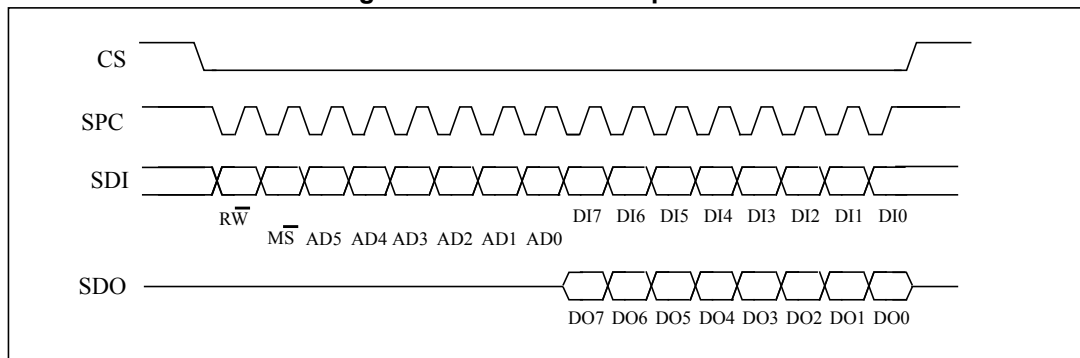 CS
SPC
SDI
RW̅
DI7 DI6 DI5 DI4 DI3 DI2 DI1 DI0
MS̅ AD5 AD4 AD3 AD2 AD1 AD0
SDO
DO7 DO6 DO5 DO4 DO3 DO2 DO1 DO0